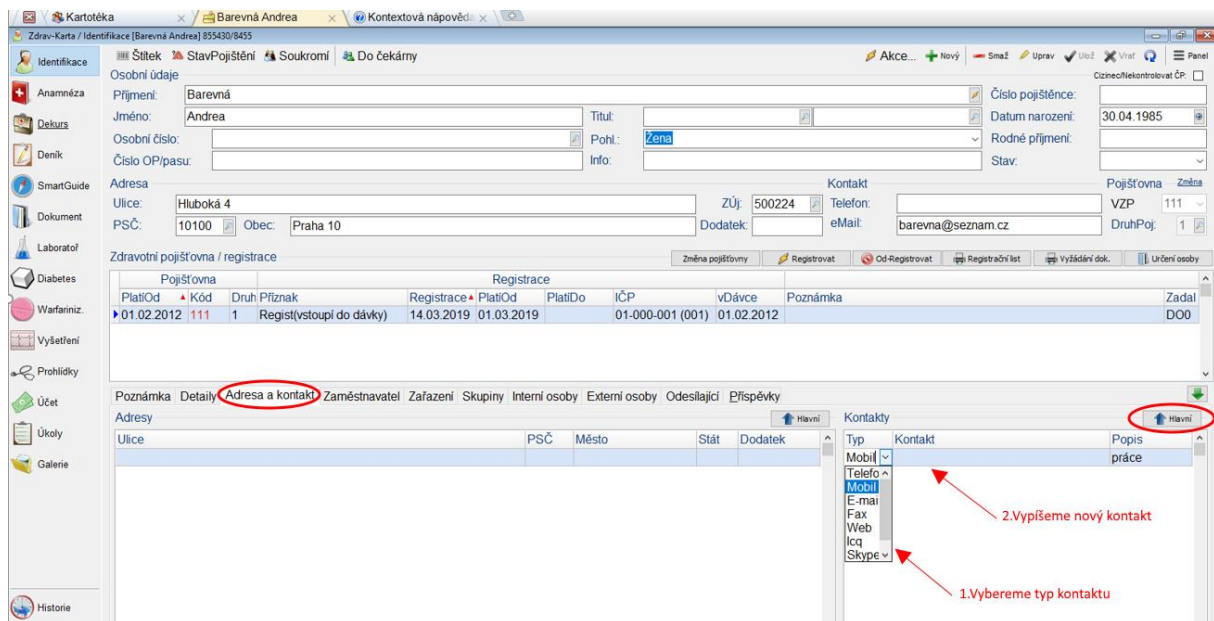 Kartotéka Barevná Andrea Kontextová nápověda
Zdrav-Karta / Identifikace [Barevná Andrea] 855430/8455
Identifikace
Anamnéza
Dekurs
Deník
SmartGuide
Dokument
Laboratoř
Diabetes
Warfariniz.
Vyšetření
Prohlídky
Účet
Úkoly
Galerie
Historie
Štítek StavPojištění Soukromí Do čekárny Akce... Nový Smaž Uprav Ulož Vrať Panel
Osobní údaje Cizinec/Nekontrolovat ČP:
Příjmení: Barevná Číslo pojištěnce:
Jméno: Andrea Titul: Datum narození: 30.04.1985
Osobní číslo: Pohl.: Žena Rodné příjmení:
Číslo OP/pasu: Info: Stav:
Adresa Kontakt Pojišťovna Změna
Ulice: Hluboká 4 ZÚj: 500224 Telefon: VZP 111
PSČ: 10100 Obec: Praha 10 Dodatek: eMail: barevna@seznam.cz DruhPoj: 1
Zdravotní pojišťovna / registrace Změna pojišťovny Registrovat Od-Registrovat Registrační list Vyžádání dok. Určení osoby
Pojišťovna Registrace
PlatiOd Kód Druh Příznak Registrace PlatiOd PlatiDo IČP vDávce Poznámka Zadal
01.02.2012 111 1 Regist(vstoupí do dávky) 14.03.2019 01.03.2019 01-000-001 (001) 01.02.2012 DO0
Poznámka Detaily Adresa a kontakt Zaměstnavatel Zařazení Skupiny Interní osoby Externí osoby Odesílající Příspěvky
Adresy Hlavní Kontakty Hlavní
Ulice PSČ Město Stát Dodatek Typ Kontakt Popis
Mobil práce
Telefo
Mobil
E-mai
Fax
Web
Icq
Skype
2.Vypíšeme nový kontakt
1.Vybereme typ kontaktu